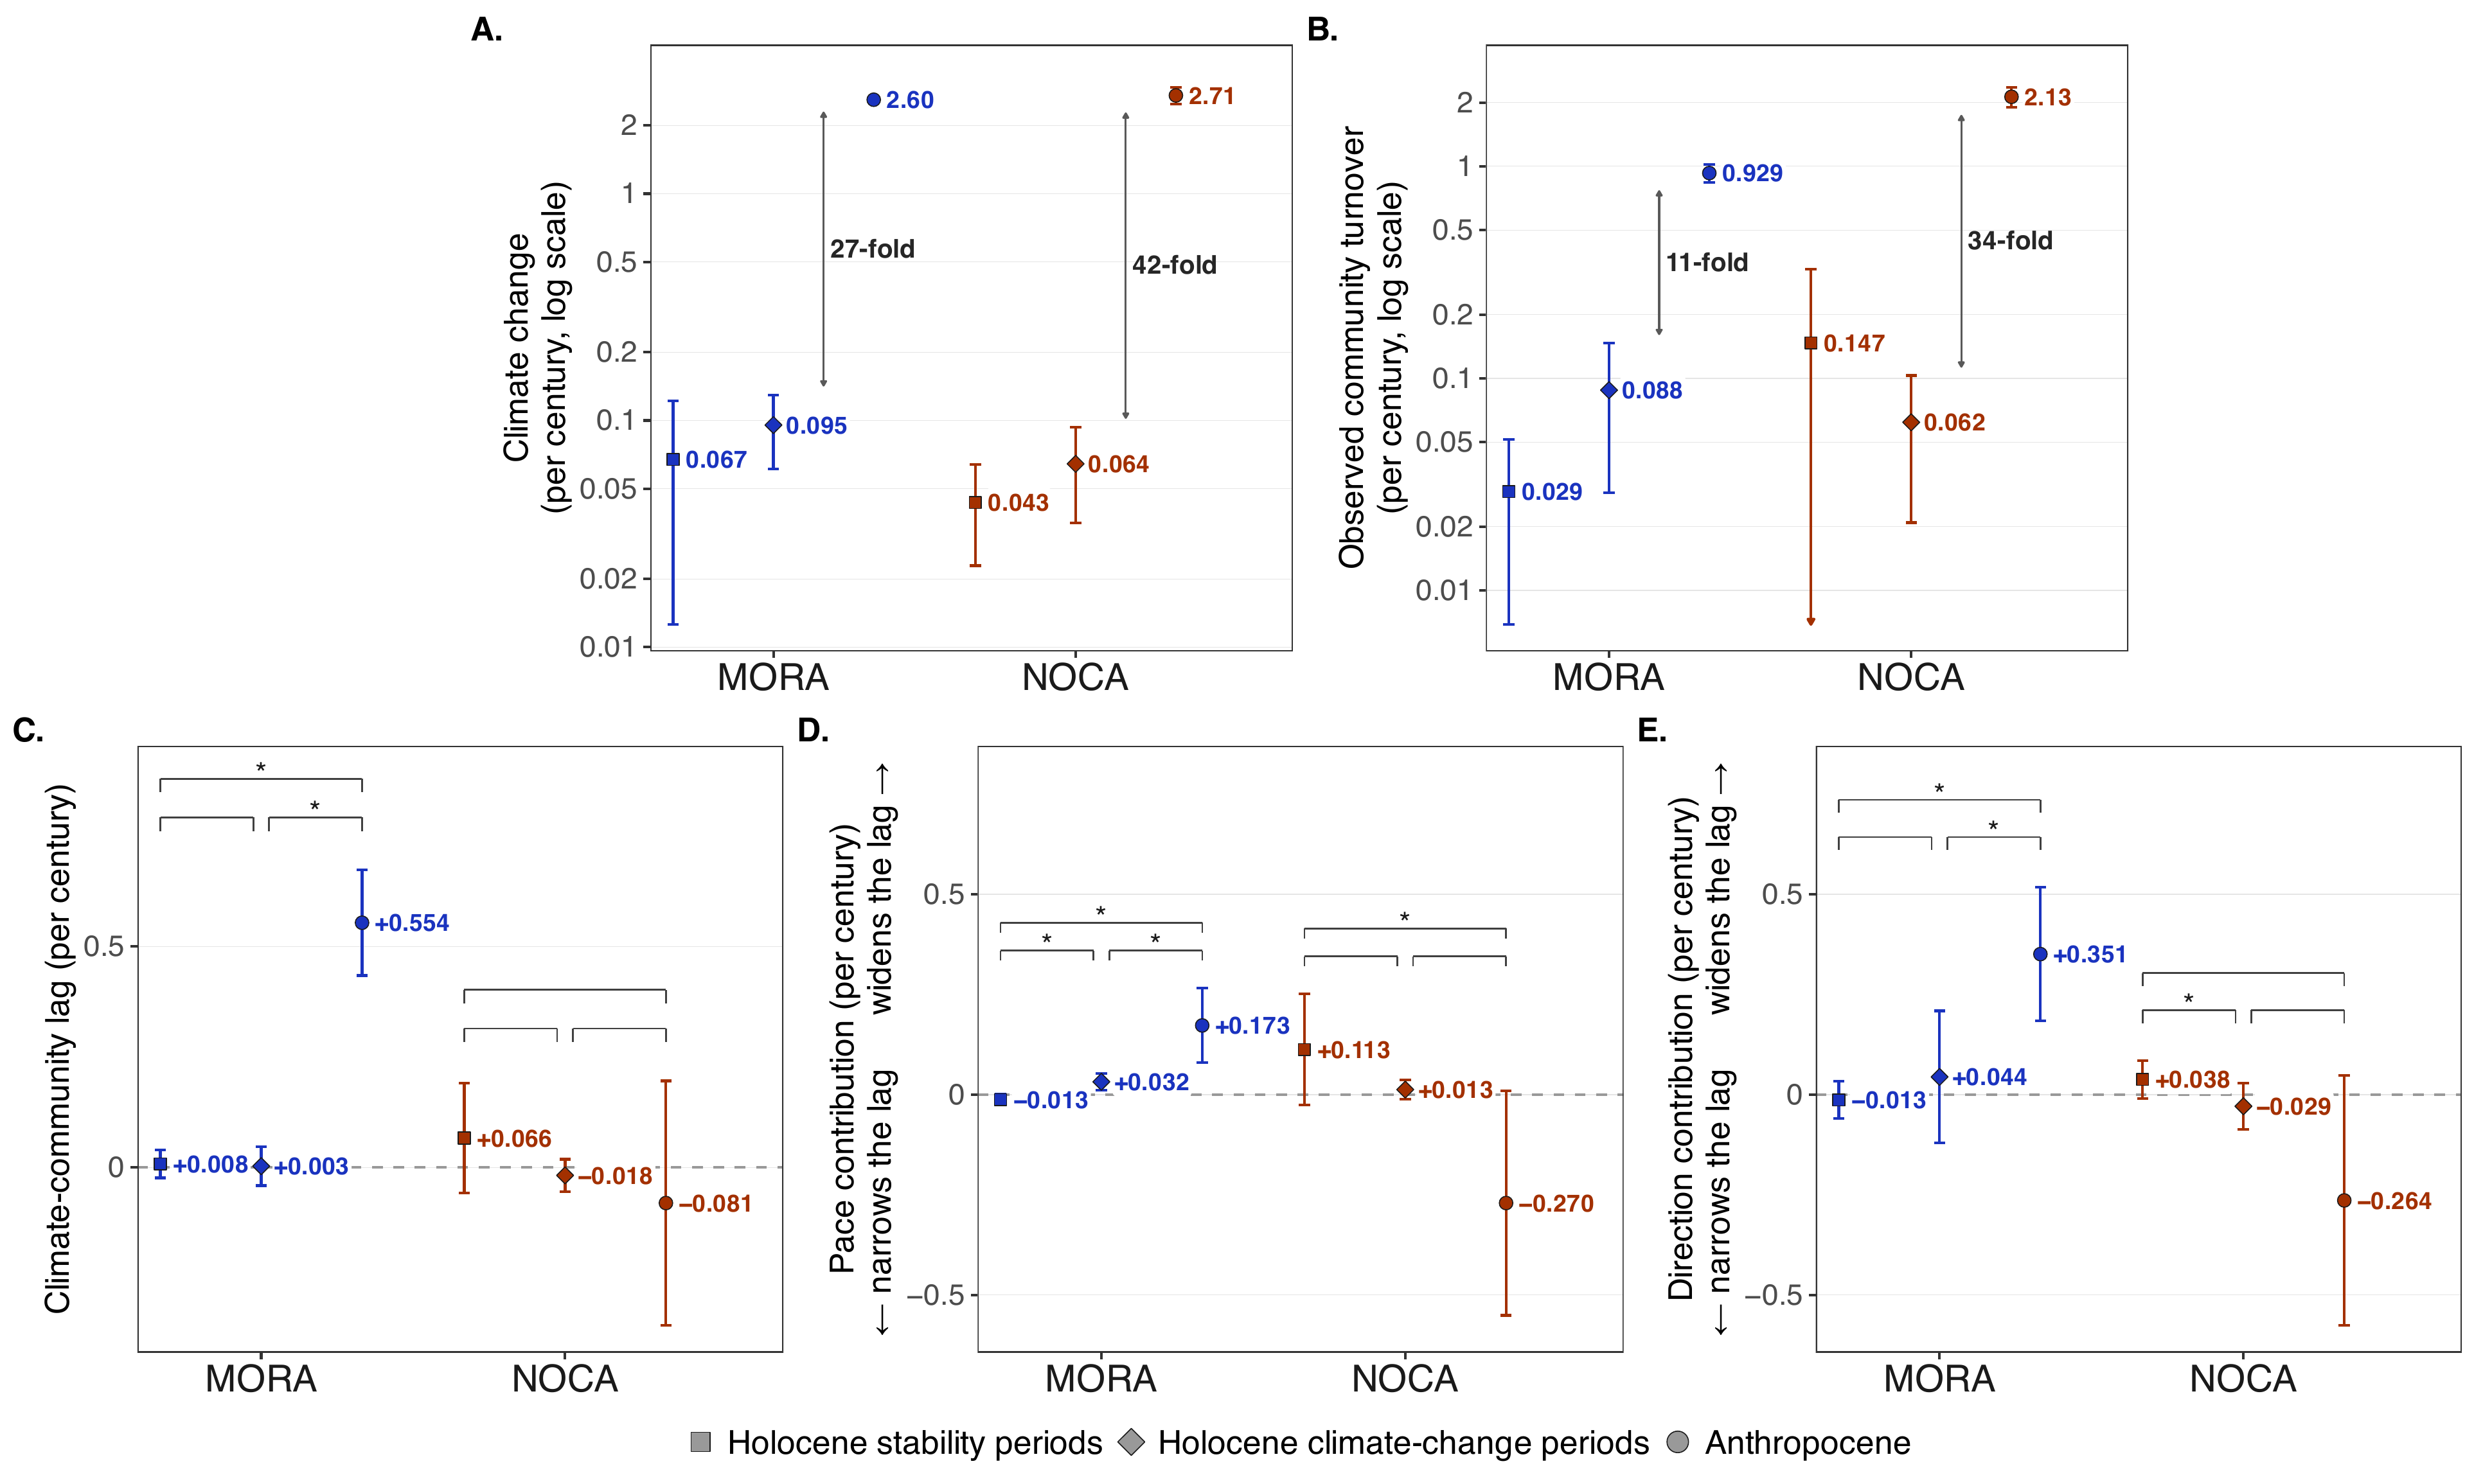 A.
Climate change
(per century, log scale)
2
1
0.5
0.2
0.1
0.05
0.02
0.01
2.60
2.71
27-fold
42-fold
0.095
0.067
0.064
0.043
MORA
NOCA
B.
Observed community turnover
(per century, log scale)
2
1
0.5
0.2
0.1
0.05
0.02
0.01
2.13
0.929
34-fold
11-fold
0.147
0.088
0.062
0.029
MORA
NOCA
C.
Climate-community lag (per century)
0.5
0
*
*
+0.554
+0.066
+0.008
+0.003
−0.018
−0.081
MORA
NOCA
D.
Pace contribution (per century)
← narrows the lag widens the lag →
0.5
0
−0.5
*
*
*
*
+0.173
+0.113
+0.032
+0.013
−0.013
−0.270
MORA
NOCA
E.
Direction contribution (per century)
← narrows the lag widens the lag →
0.5
0
−0.5
*
*
*
+0.351
+0.044
+0.038
−0.013
−0.029
−0.264
MORA
NOCA
Holocene stability periods Holocene climate-change periods Anthropocene